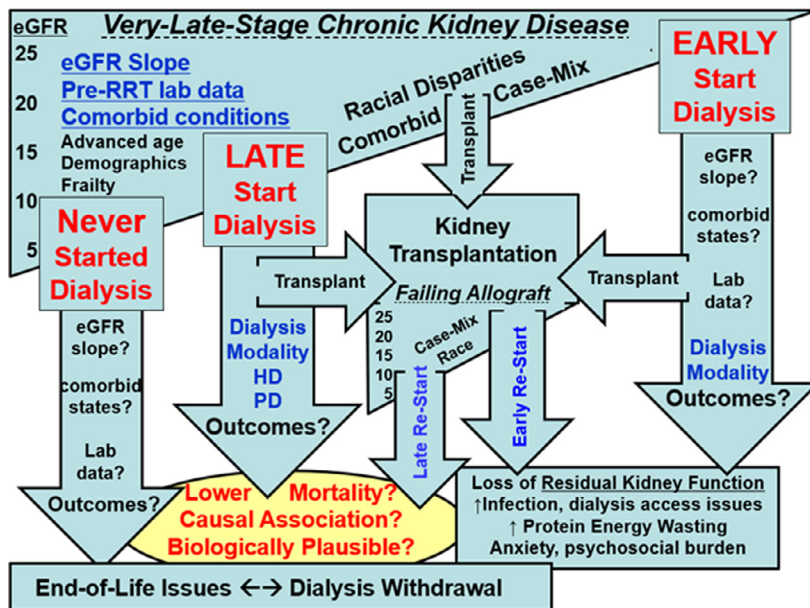 eGFR
Very-Late-Stage Chronic Kidney Disease
25
20
15
10
5
eGFR Slope
Pre-RRT lab data
Comorbid conditions
Advanced age
Demographics
Frailty
Racial Disparities
Comorbid Case-Mix
Transplant
EARLY
Start
Dialysis
eGFR
slope?
comorbid
states?
Lab
data?
Dialysis
Modality
Outcomes?
LATE
Start
Dialysis
Transplant
Dialysis
Modality
HD
PD
Outcomes?
Never
Started
Dialysis
eGFR
slope?
comorbid
states?
Lab
data?
Outcomes?
Kidney
Transplantation
Transplant
Failing Allograft
25
20
15
10
5
Case-Mix
Race
Late Re-Start
Early Re-Start
Lower Mortality?
Causal Association?
Biologically Plausible?
Loss of Residual Kidney Function
↑Infection, dialysis access issues
↑ Protein Energy Wasting
Anxiety, psychosocial burden
End-of-Life Issues ←→ Dialysis Withdrawal